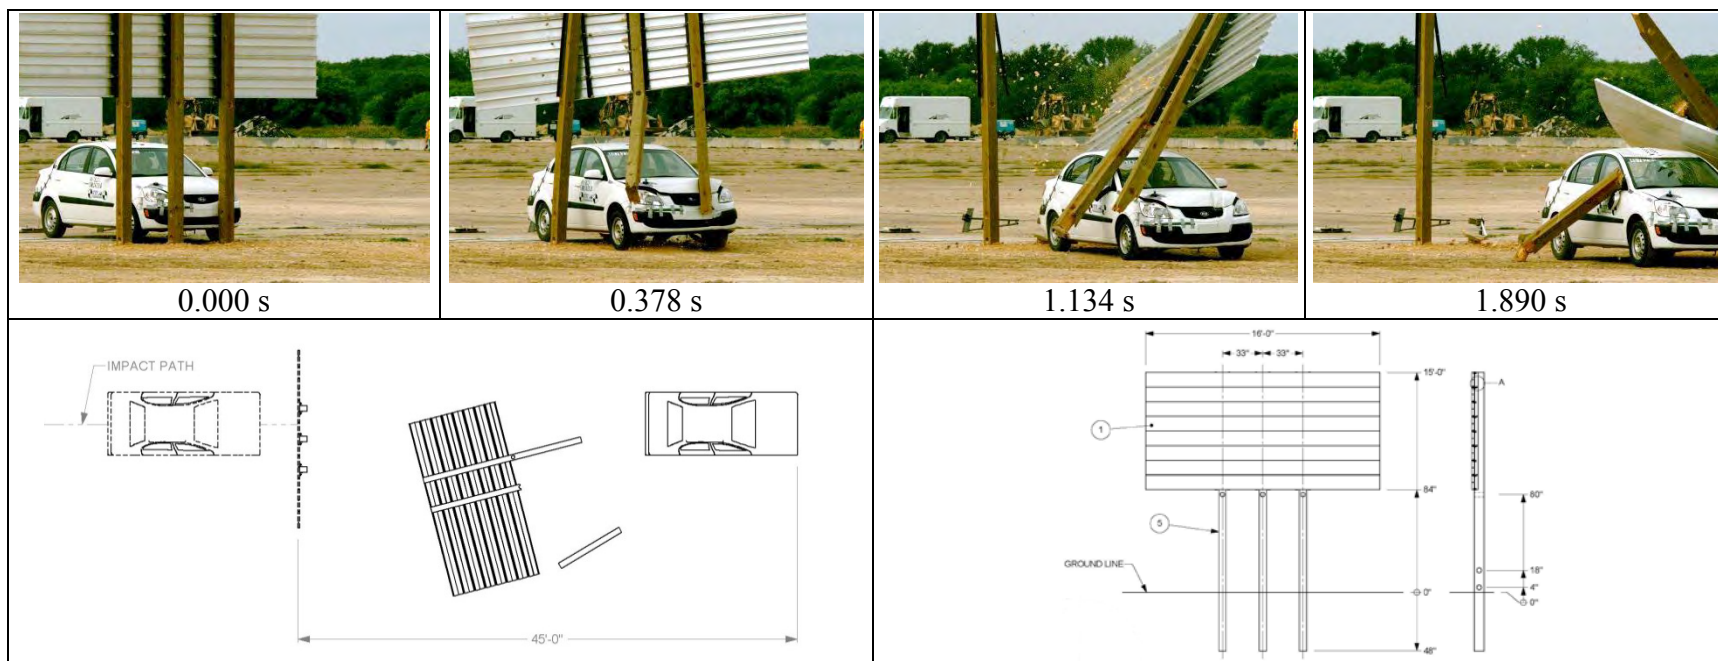 0.000 s
0.378 s
1.134 s
1.890 s
IMPACT PATH
45'-0"
16'-0"
33"
33"
15'-0"
A
1
84"
80"
5
GROUND LINE
18"
4"
0"
0"
48"